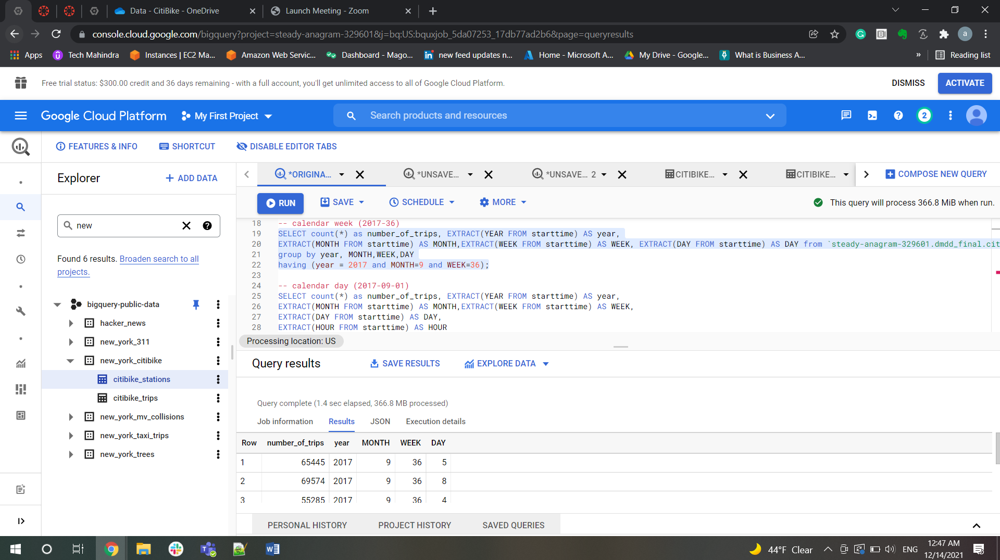 Data - CitiBike - OneDrive
Launch Meeting - Zoom
console.cloud.google.com/bigquery?project=steady-anagram-329601&j=bq:US:bquxjob_5da07253_17db77ad2b6&page=queryresults
a
Apps
Tech Mahindra
Instances | EC2 Ma...
Amazon Web Servic...
Dashboard - Mago...
new feed updates n...
Home - Microsoft A...
My Drive - Google...
What is Business A...
»
Reading list
Free trial status: $300.00 credit and 36 days remaining - with a full account, you'll get unlimited access to all of Google Cloud Platform.
DISMISS
ACTIVATE
Google Cloud Platform
My First Project
Search products and resources
2
FEATURES & INFO
SHORTCUT
DISABLE EDITOR TABS
Explorer
+ ADD DATA
*ORIGINA...
*UNSAVE...
*UNSAVE... 2
CITIBIKE...
CITIBIKE...
COMPOSE NEW QUERY
RUN
SAVE
SCHEDULE
MORE
This query will process 366.8 MiB when run.
new
Found 6 results. Broaden search to all
projects.
bigquery-public-data
hacker_news
new_york_311
new_york_citibike
citibike_stations
citibike_trips
new_york_mv_collisions
new_york_taxi_trips
new_york_trees
18 -- calendar week (2017-36)
19 SELECT count(*) as number_of_trips, EXTRACT(YEAR FROM starttime) AS year,
20 EXTRACT(MONTH FROM starttime) AS MONTH,EXTRACT(WEEK FROM starttime) AS WEEK, EXTRACT(DAY FROM starttime) AS DAY from `steady-anagram-329601.dmdd_final.cit
21 group by year, MONTH,WEEK,DAY
22 having (year = 2017 and MONTH=9 and WEEK=36);
23
24 -- calendar day (2017-09-01)
25 SELECT count(*) as number_of_trips, EXTRACT(YEAR FROM starttime) AS year,
26 EXTRACT(MONTH FROM starttime) AS MONTH,EXTRACT(WEEK FROM starttime) AS WEEK,
27 EXTRACT(DAY FROM starttime) AS DAY,
28 EXTRACT(HOUR FROM starttime) AS HOUR
Processing location: US
Query results
SAVE RESULTS
EXPLORE DATA
Query complete (1.4 sec elapsed, 366.8 MB processed)
Job information
Results
JSON
Execution details
Row number_of_trips year MONTH WEEK DAY
1 65445 2017 9 36 5
2 69574 2017 9 36 8
3 55285 2017 9 36 4
PERSONAL HISTORY
PROJECT HISTORY
SAVED QUERIES
44°F Clear
ENG
12:47 AM
12/14/2021